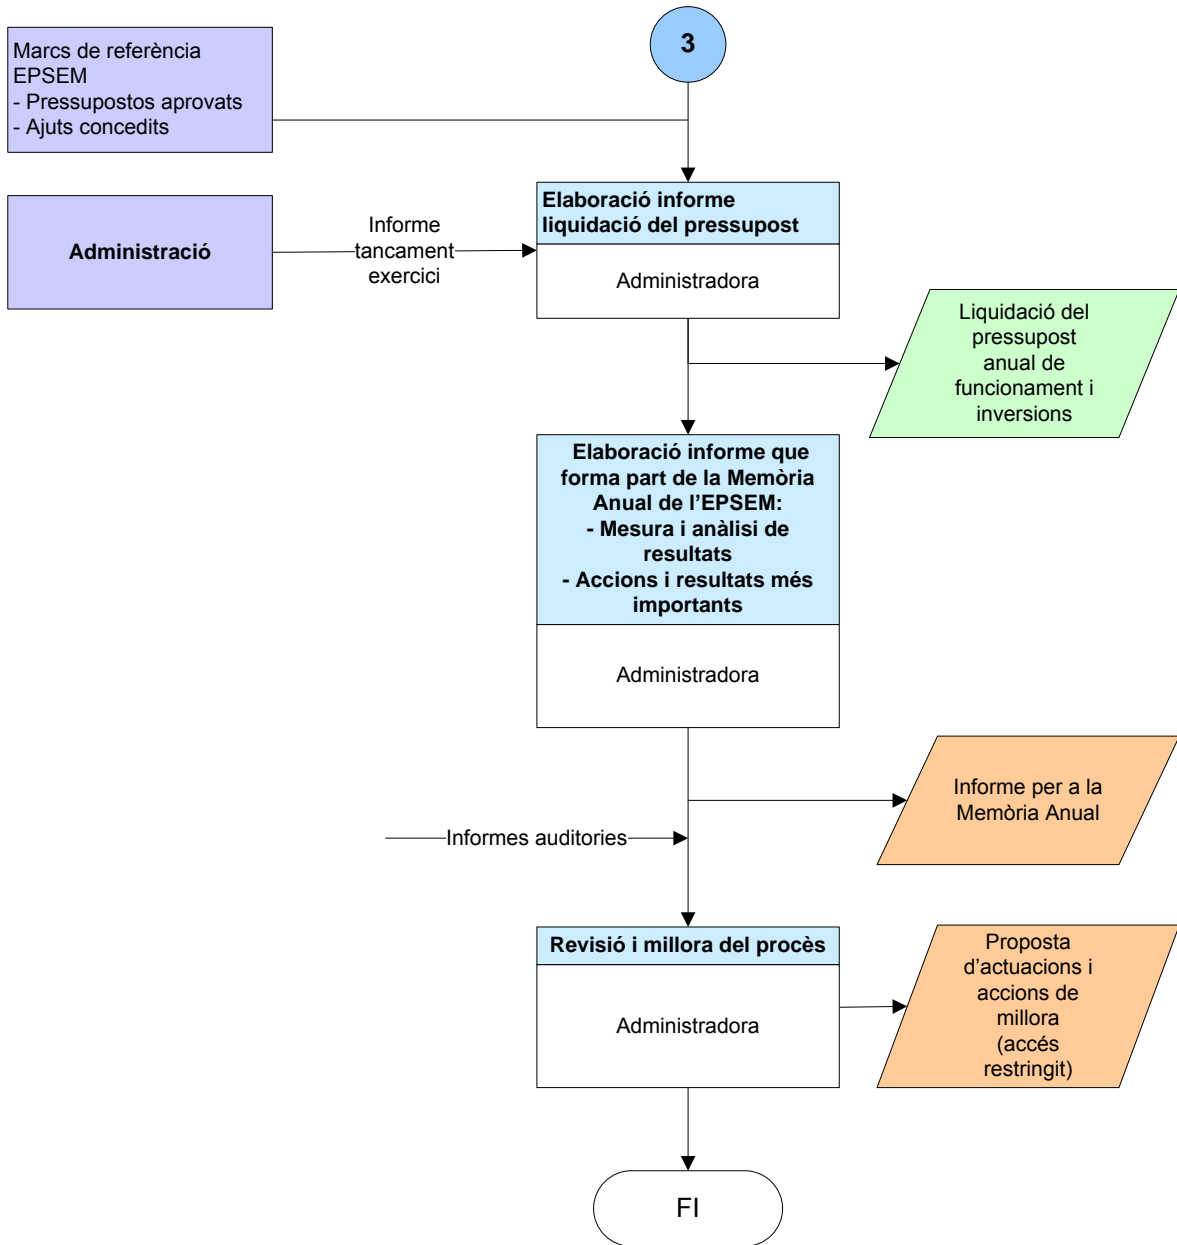 3
Marcs de referència
EPSEM
- Pressupostos aprovats
- Ajuts concedits
Elaboració informe
liquidació del pressupost
Administració
Informe
tancament
exercici
Administradora
Liquidació del
pressupost
anual de
funcionament i
inversions
Elaboració informe que
forma part de la Memòria
Anual de l’EPSEM:
- Mesura i anàlisi de
resultats
- Accions i resultats més
importants
Administradora
Informe per a la
Memòria Anual
Informes auditories
Revisió i millora del procès
Administradora
Proposta
d’actuacions i
accions de
millora
(accés
restringit)
FI